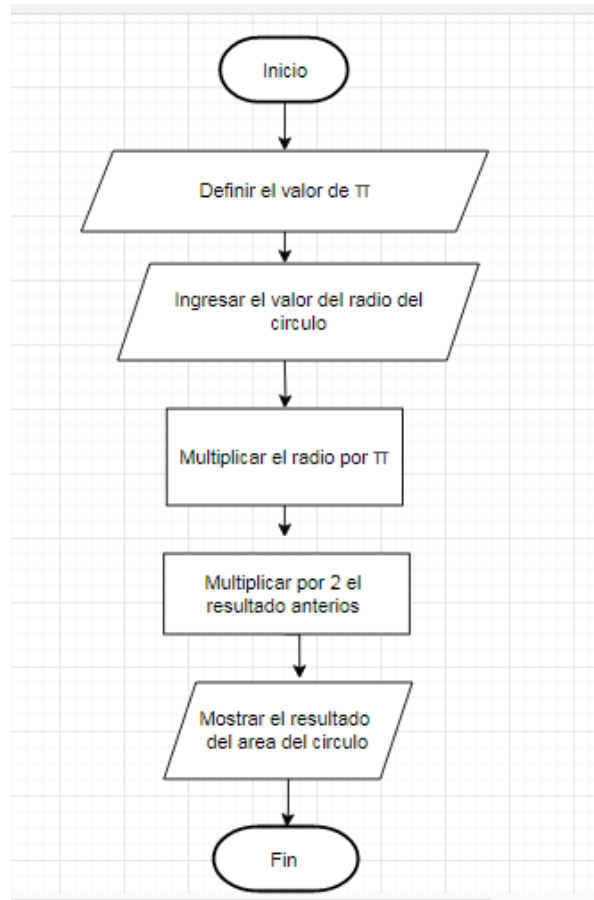 Inicio
Definir el valor de π
Ingresar el valor del radio del
circulo
Multiplicar el radio por π
Multiplicar por 2 el
resultado anterios
Mostrar el resultado
del area del circulo
Fin